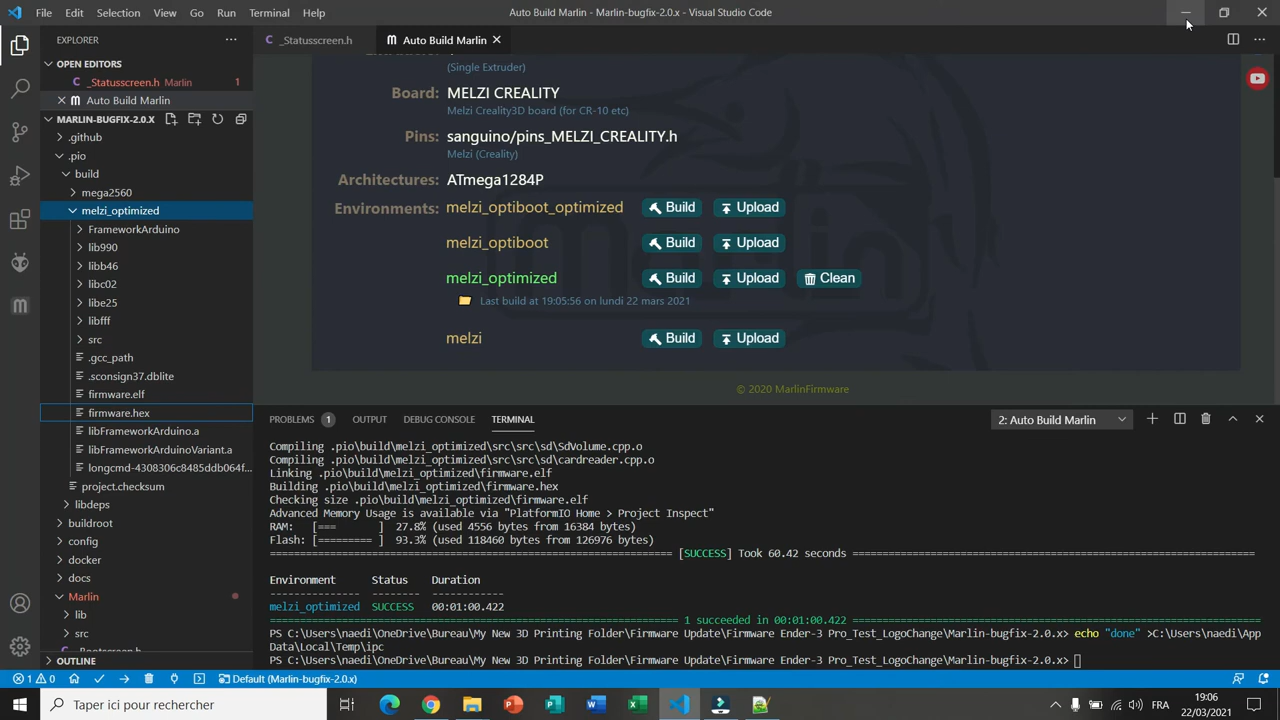 File Edit Selection View Go Run Terminal Help
Auto Build Marlin - Marlin-bugfix-2.0.x - Visual Studio Code
EXPLORER
_Statusscreen.h
Auto Build Marlin
OPEN EDITORS
_Statusscreen.h Marlin 1
Auto Build Marlin
MARLIN-BUGFIX-2.0.X
.github
.pio
build
mega2560
melzi_optimized
FrameworkArduino
lib990
libb46
libc02
libe25
libfff
src
.gcc_path
.sconsign37.dblite
firmware.elf
firmware.hex
libFrameworkArduino.a
libFrameworkArduinoVariant.a
longcmd-4308306c8485ddb064f...
project.checksum
libdeps
buildroot
config
docker
docs
Marlin
lib
src
_Bootscreen.h
OUTLINE
(Single Extruder)
Board: MELZI CREALITY
Melzi Creality3D board (for CR-10 etc)
Pins: sanguino/pins_MELZI_CREALITY.h
Melzi (Creality)
Architectures: ATmega1284P
Environments: melzi_optiboot_optimized Build Upload
melzi_optiboot Build Upload
melzi_optimized Build Upload Clean
Last build at 19:05:56 on lundi 22 mars 2021
melzi Build Upload
© 2020 MarlinFirmware
PROBLEMS 1 OUTPUT DEBUG CONSOLE TERMINAL
2: Auto Build Marlin
Compiling .pio\build\melzi_optimized\src\src\sd\SdVolume.cpp.o
Compiling .pio\build\melzi_optimized\src\src\sd\cardreader.cpp.o
Linking .pio\build\melzi_optimized\firmware.elf
Building .pio\build\melzi_optimized\firmware.hex
Checking size .pio\build\melzi_optimized\firmware.elf
Advanced Memory Usage is available via "PlatformIO Home > Project Inspect"
RAM: [=== ] 27.8% (used 4556 bytes from 16384 bytes)
Flash: [========= ] 93.3% (used 118460 bytes from 126976 bytes)
[SUCCESS] Took 60.42 seconds
Environment Status Duration
melzi_optimized SUCCESS 00:01:00.422
1 succeeded in 00:01:00.422
PS C:\Users\naedi\OneDrive\Bureau\My New 3D Printing Folder\Firmware Update\Firmware Ender-3 Pro_Test_LogoChange\Marlin-bugfix-2.0.x> echo "done" >C:\Users\naedi\App
Data\Local\Temp\ipc
PS C:\Users\naedi\OneDrive\Bureau\My New 3D Printing Folder\Firmware Update\Firmware Ender-3 Pro_Test_LogoChange\Marlin-bugfix-2.0.x>
1 0 Default (Marlin-bugfix-2.0.x)
Taper ici pour rechercher
FRA
19:06
22/03/2021